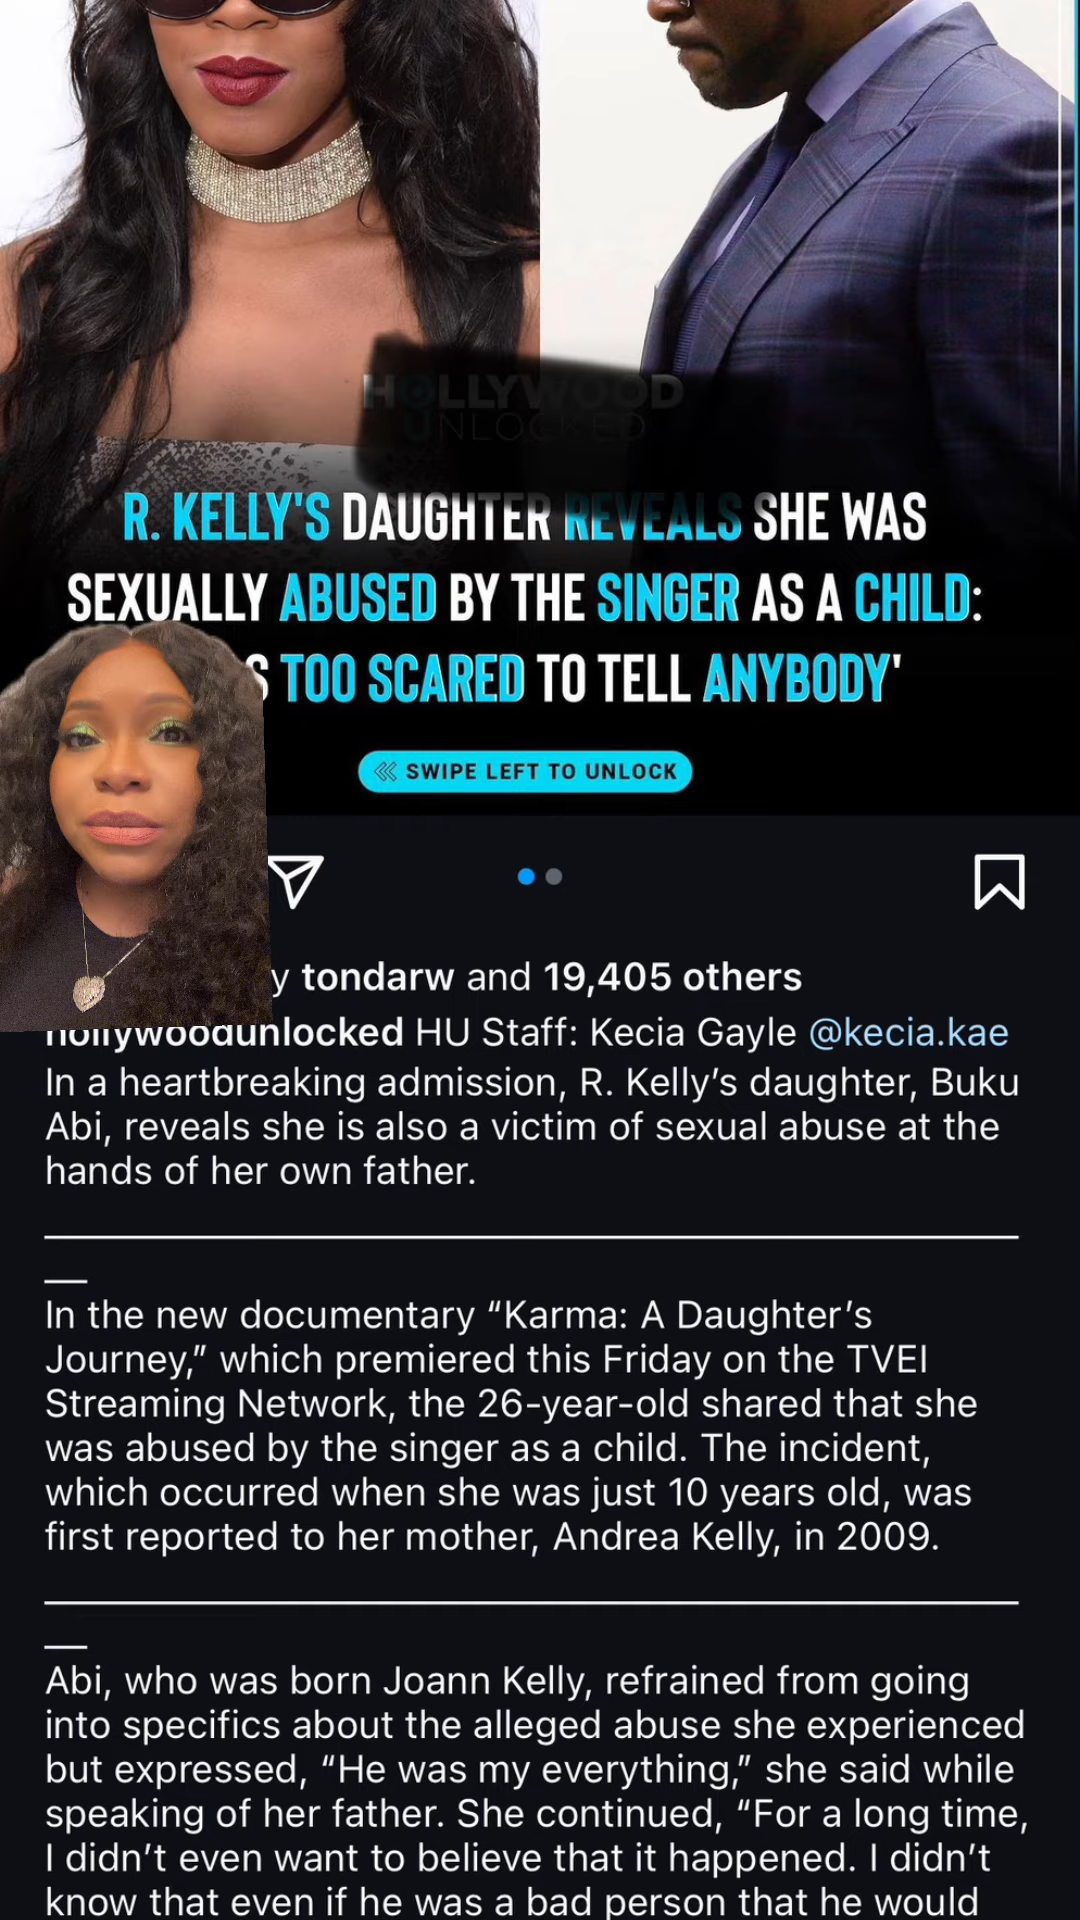 HOLLYWOOD
UNLOCKED
R. KELLY'S DAUGHTER REVEALS SHE WAS
SEXUALLY ABUSED BY THE SINGER AS A CHILD:
S TOO SCARED TO TELL ANYBODY'
SWIPE LEFT TO UNLOCK
y tondarw and 19,405 others
hollywoodunlocked HU Staff: Kecia Gayle @kecia.kae
In a heartbreaking admission, R. Kelly’s daughter, Buku
Abi, reveals she is also a victim of sexual abuse at the
hands of her own father.
In the new documentary “Karma: A Daughter’s
Journey,” which premiered this Friday on the TVEI
Streaming Network, the 26-year-old shared that she
was abused by the singer as a child. The incident,
which occurred when she was just 10 years old, was
first reported to her mother, Andrea Kelly, in 2009.
Abi, who was born Joann Kelly, refrained from going
into specifics about the alleged abuse she experienced
but expressed, “He was my everything,” she said while
speaking of her father. She continued, “For a long time,
I didn’t even want to believe that it happened. I didn’t
know that even if he was a bad person that he would